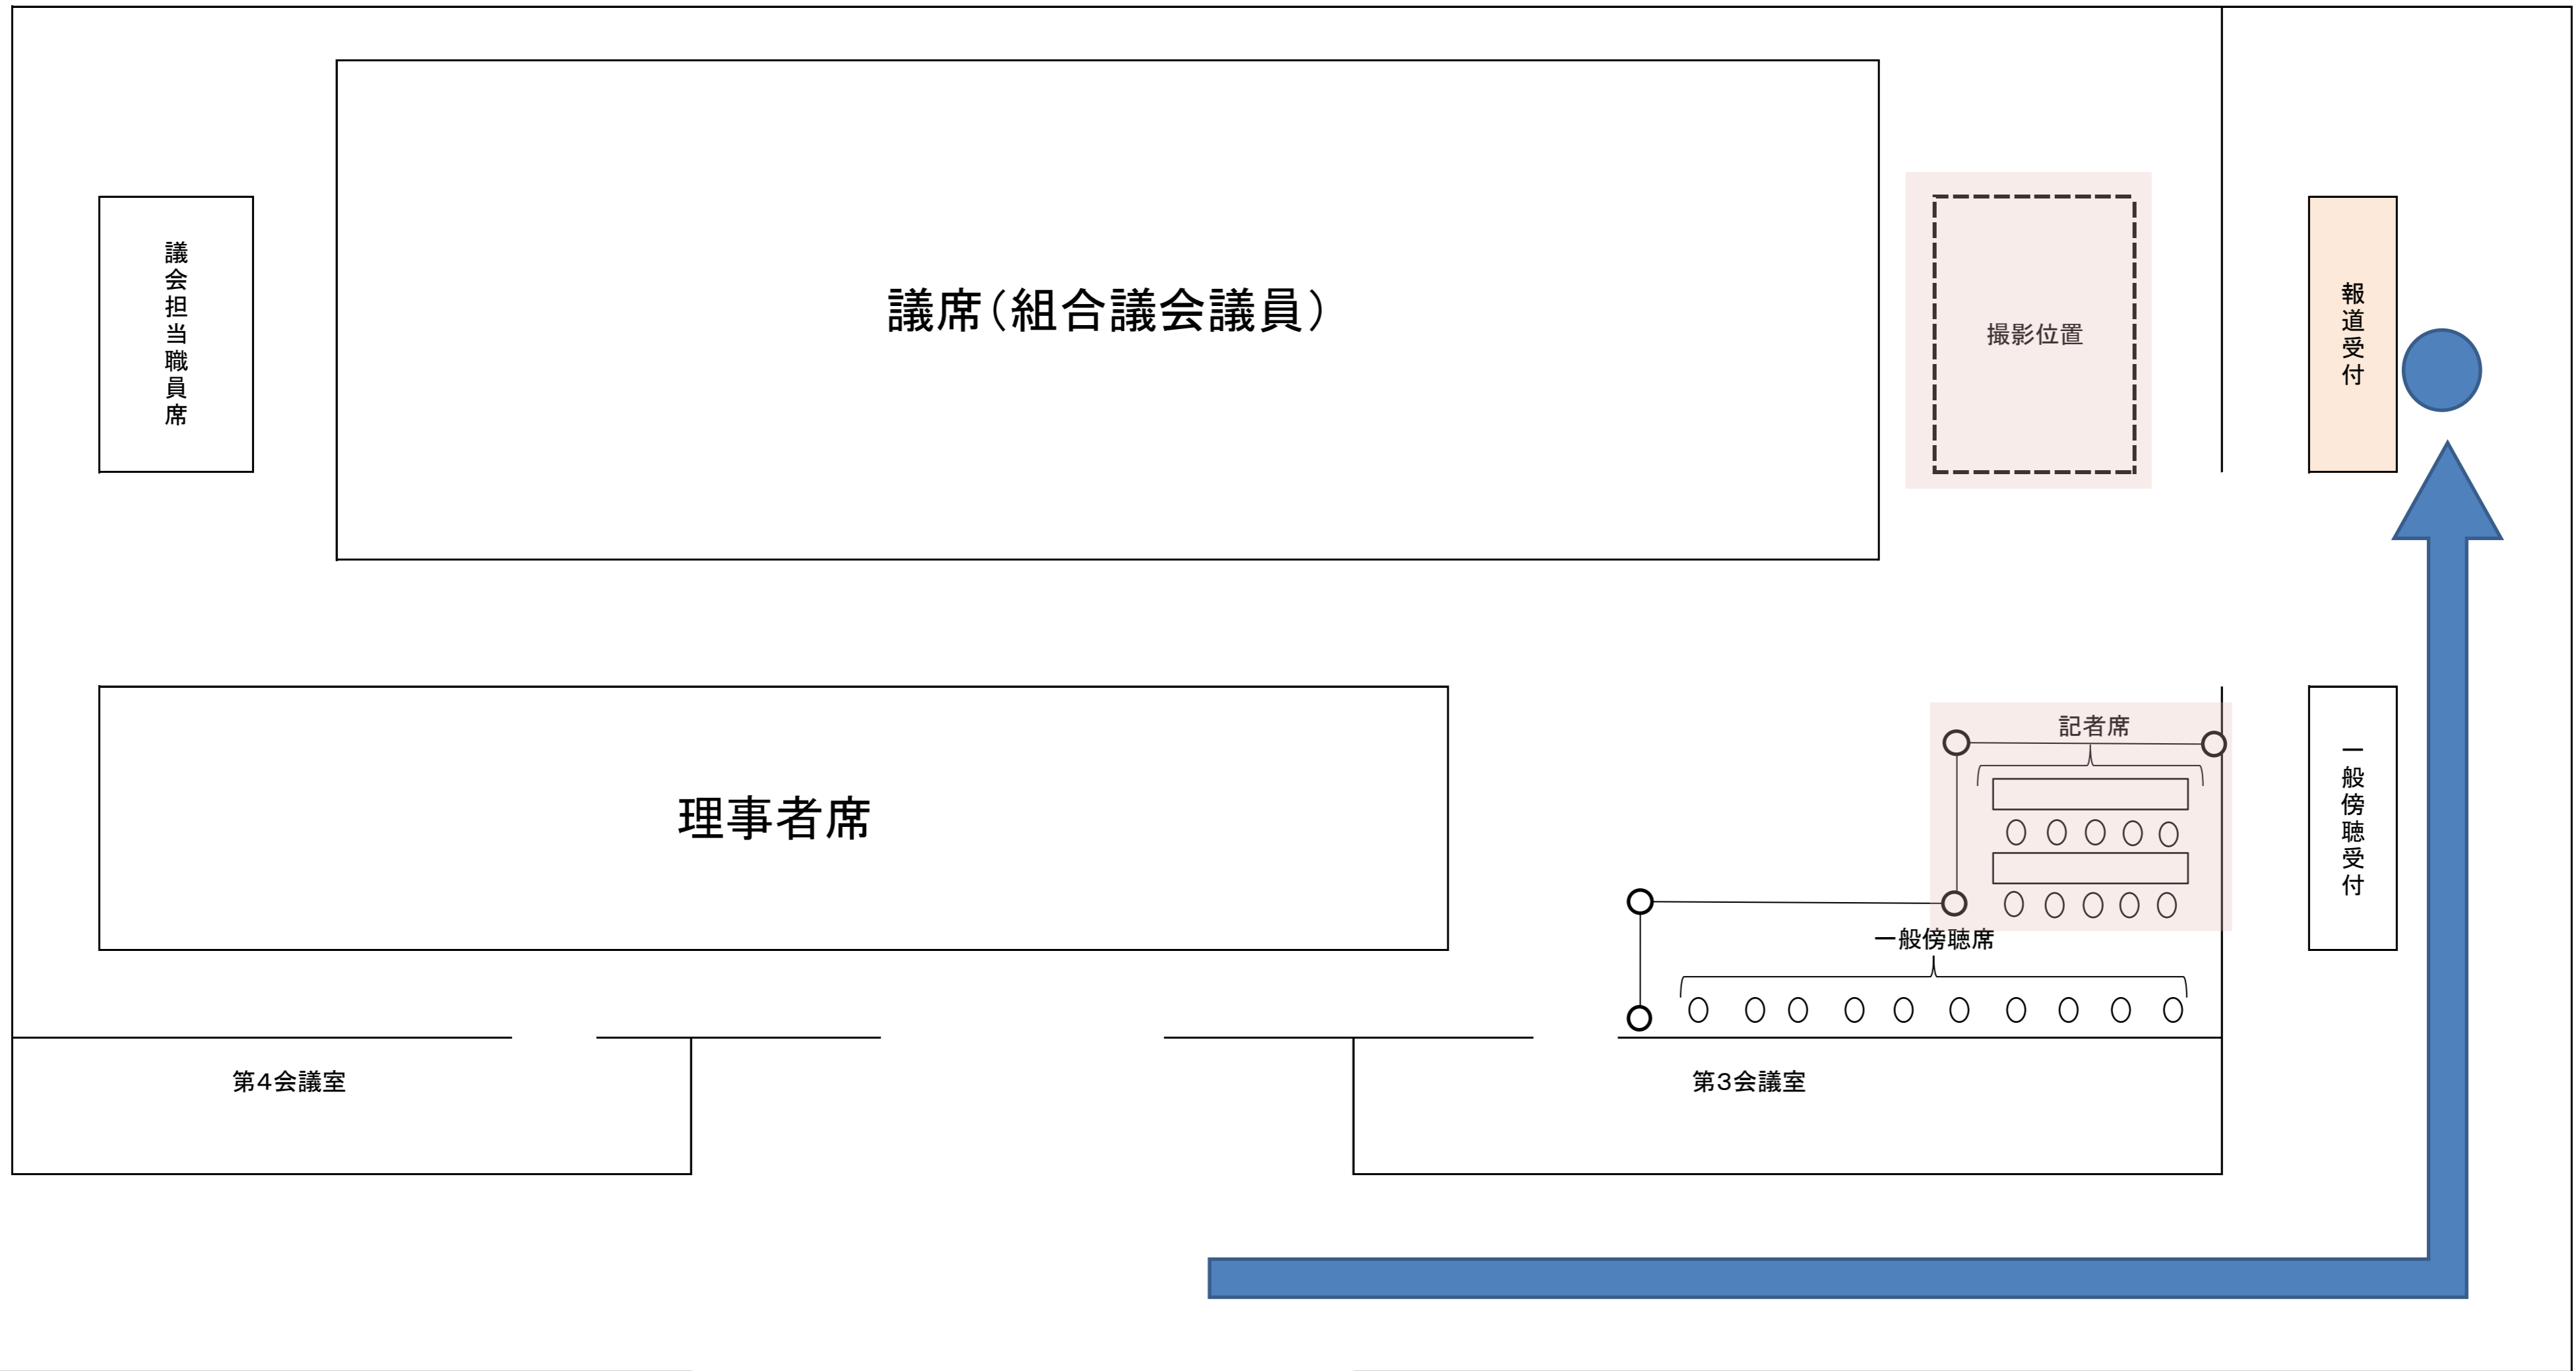 議会担当職員席
議席（組合議会議員）
撮影位置
報道受付
理事者席
記者席
一般傍聴受付
一般傍聴席
第4会議室
第3会議室